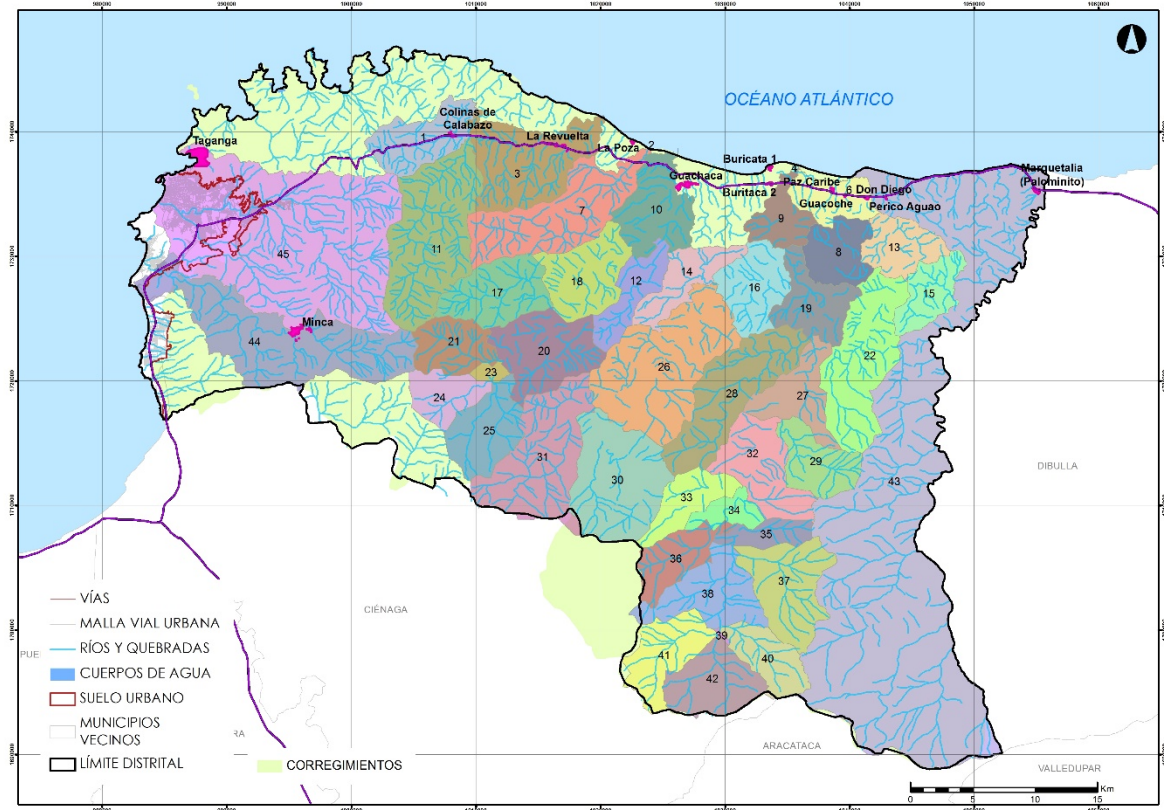 OCÉANO ATLÁNTICO
Colinas de
Calabazo
Taganga
La Revuelta
La Poza
2
1
Guachaca
Buricata 1
4
Marquetalia
(Palominito)
Buritaca 2
Paz Caribe
6
Don Diego
Guacoche
Perico Aguao
3
7
10
9
8
13
11
45
12
14
16
15
17
18
19
Minca
44
21
20
23
26
22
24
28
27
25
31
32
29
30
43
33
34
35
36
37
38
39
41
40
42
DIBULLA
CIÉNAGA
ARACATACA
VALLEDUPAR
PUE
RA
VÍAS
MALLA VIAL URBANA
RÍOS Y QUEBRADAS
CUERPOS DE AGUA
SUELO URBANO
MUNICIPIOS
VECINOS
LÍMITE DISTRITAL
CORREGIMIENTOS
Km
0 5 10 15